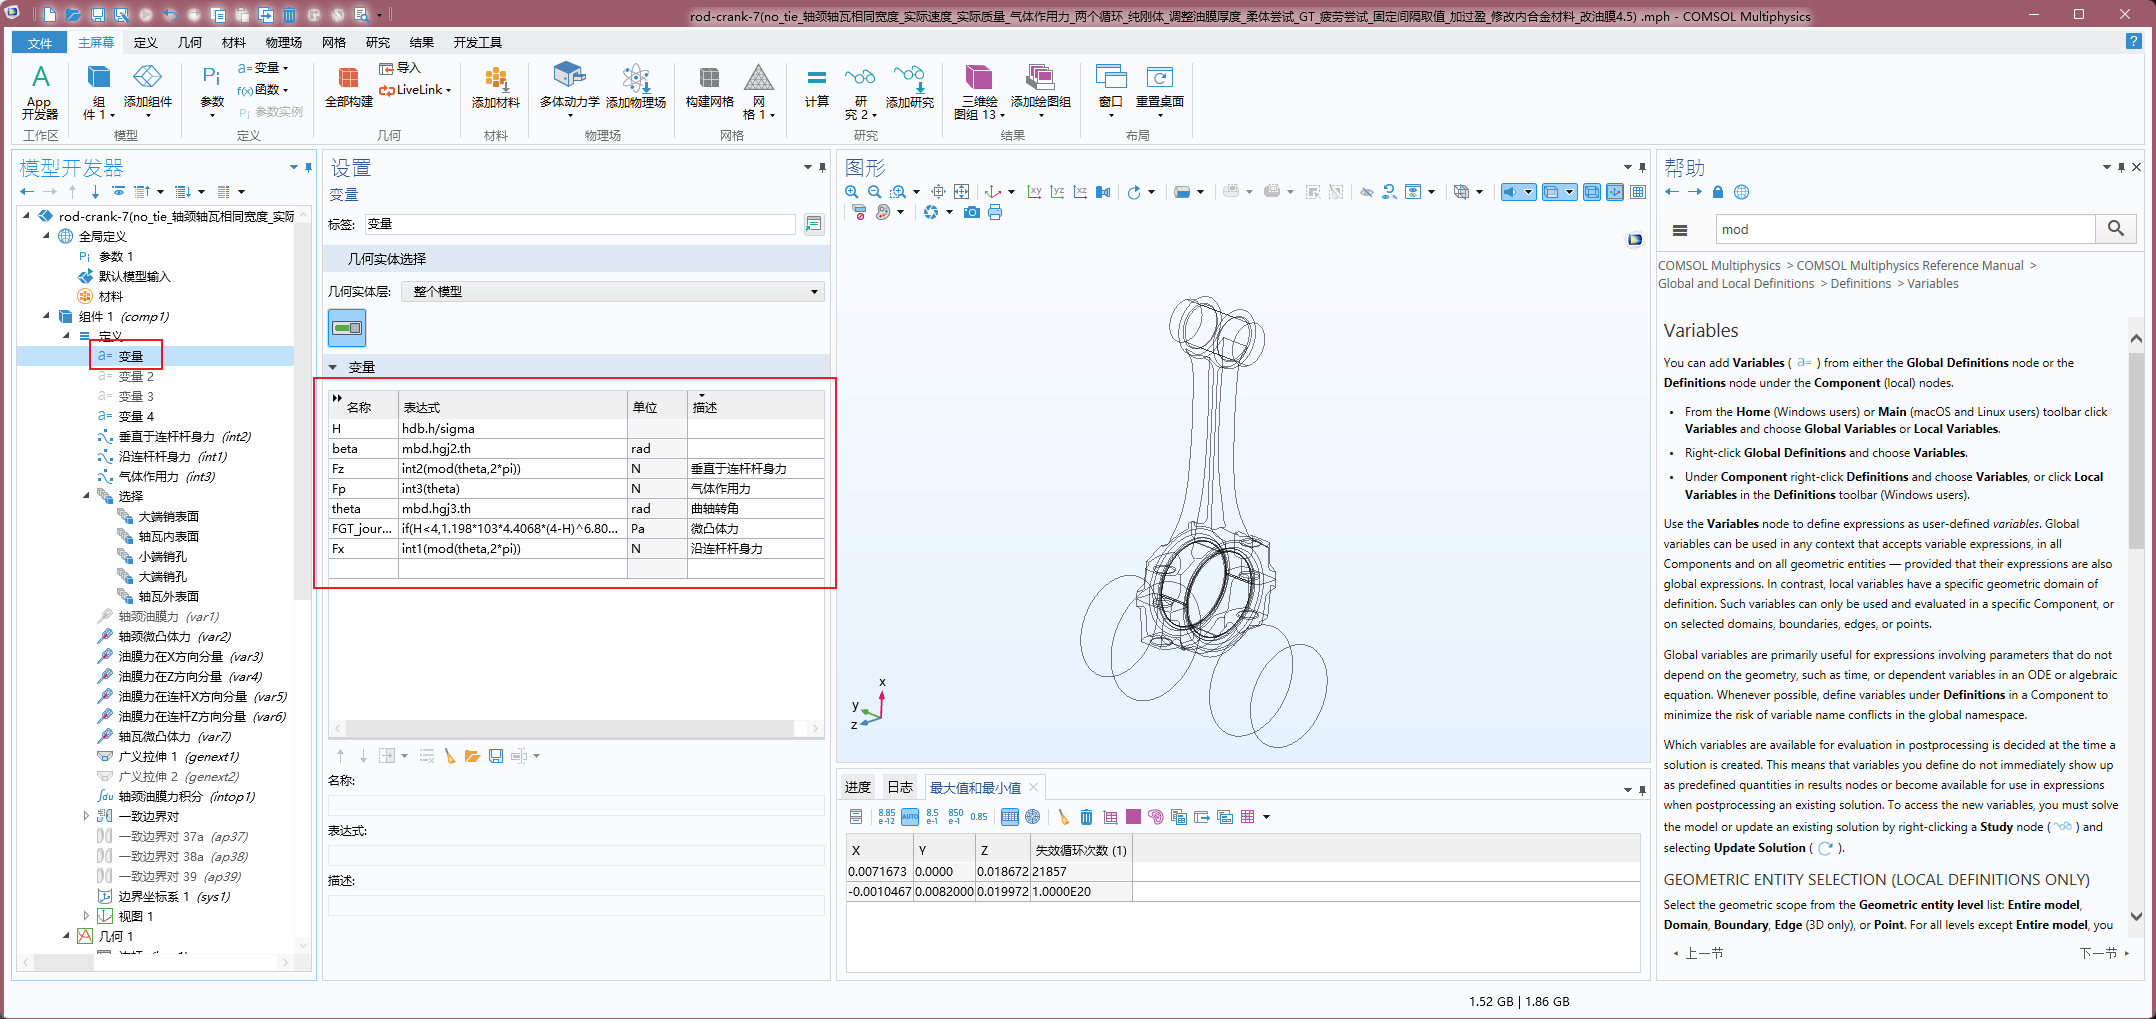 rod-crank-7(no_tie_轴颈轴瓦相同宽度_实际速度_实际质量_气体作用力_两个循环_纯刚体_调整油膜厚度_柔体尝试_GT_疲劳尝试_固定间隔取值_加过盈_修改内合金材料_改油膜4.5) .mph - COMSOL Multiphysics
文件 主屏幕 定义 几何 材料 物理场 网格 研究 结果 开发工具
App 开发器
工作区
组件 1
添加组件
模型
参数
a= 变量
f(x) 函数
Pi 参数实例
定义
全部构建
导入
LiveLink
几何
添加材料
材料
多体动力学
添加物理场
物理场
构建网格
网格 1
网格
计算
研究 2
添加研究
研究
三维绘图组 13
添加绘图组
结果
窗口
重置桌面
布局
模型开发器
rod-crank-7(no_tie_轴颈轴瓦相同宽度_实际
全局定义
Pi 参数 1
默认模型输入
材料
组件 1 (comp1)
定义
a= 变量
a= 变量 2
a= 变量 3
a= 变量 4
垂直于连杆杆身力 (int2)
沿连杆杆身力 (int1)
气体作用力 (int3)
选择
大端销表面
轴瓦内表面
小端销孔
大端销孔
轴瓦外表面
轴颈油膜力 (var1)
轴颈微凸体力 (var2)
油膜力在X方向分量 (var3)
油膜力在Z方向分量 (var4)
油膜力在连杆X方向分量 (var5)
油膜力在连杆Z方向分量 (var6)
轴瓦微凸体力 (var7)
广义拉伸 1 (genext1)
广义拉伸 2 (genext2)
∫du 轴颈油膜力积分 (intop1)
一致边界对
一致边界对 37a (ap37)
一致边界对 38a (ap38)
一致边界对 39 (ap39)
边界坐标系 1 (sys1)
视图 1
几何 1
设置
变量
标签: 变量
几何实体选择
几何实体层: 整个模型
变量
名称 表达式 单位 描述
H hdb.h/sigma
beta mbd.hgj2.th rad
Fz int2(mod(theta,2*pi)) N 垂直于连杆杆身力
Fp int3(theta) N 气体作用力
theta mbd.hgj3.th rad 曲轴转角
FGT_jour... if(H<4,1.198*103*4.4068*(4-H)^6.80... Pa 微凸体力
Fx int1(mod(theta,2*pi)) N 沿连杆杆身力
名称:
表达式:
描述:
图形
xy yz xz
x
y
z
进度 日志 最大值和最小值
8.85 e-12 AUTO 8.5 e-1 850 e-1 0.85
X Y Z 失效循环次数 (1)
0.0071673 0.0000 0.018672 21857
-0.0010467 0.0082000 0.019972 1.0000E20
帮助
mod
COMSOL Multiphysics > COMSOL Multiphysics Reference Manual >
Global and Local Definitions > Definitions > Variables
Variables
You can add Variables ( a= ) from either the Global Definitions node or the
Definitions node under the Component (local) nodes.
• From the Home (Windows users) or Main (macOS and Linux users) toolbar click
Variables and choose Global Variables or Local Variables.
• Right-click Global Definitions and choose Variables.
• Under Component right-click Definitions and choose Variables, or click Local
Variables in the Definitions toolbar (Windows users).
Use the Variables node to define expressions as user-defined variables. Global
variables can be used in any context that accepts variable expressions, in all
Components and on all geometric entities — provided that their expressions are also
global expressions. In contrast, local variables have a specific geometric domain of
definition. Such variables can only be used and evaluated in a specific Component, or
on selected domains, boundaries, edges, or points.
Global variables are primarily useful for expressions involving parameters that do not
depend on the geometry, such as time, or dependent variables in an ODE or algebraic
equation. Whenever possible, define variables under Definitions in a Component to
minimize the risk of variable name conflicts in the global namespace.
Which variables are available for evaluation in postprocessing is decided at the time a
solution is created. This means that variables you define do not immediately show up
as predefined quantities in results nodes or become available for use in expressions
when postprocessing an existing solution. To access the new variables, you must solve
the model or update an existing solution by right-clicking a Study node ( ) and
selecting Update Solution ( ).
GEOMETRIC ENTITY SELECTION (LOCAL DEFINITIONS ONLY)
Select the geometric scope from the Geometric entity level list: Entire model,
Domain, Boundary, Edge (3D only), or Point. For all levels except Entire model, you
上一节 下一节
1.52 GB | 1.86 GB